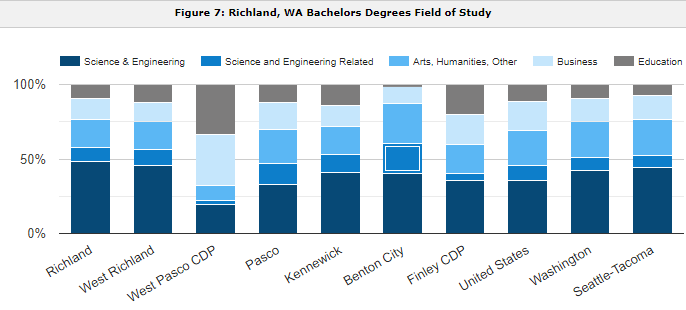 Figure 7: Richland, WA Bachelors Degrees Field of Study
Science & Engineering
Science and Engineering Related
Arts, Humanities, Other
Business
Education
100%
50%
0%
Richland
West Richland
West Pasco CDP
Pasco
Kennewick
Benton City
Finley CDP
United States
Washington
Seattle-Tacoma